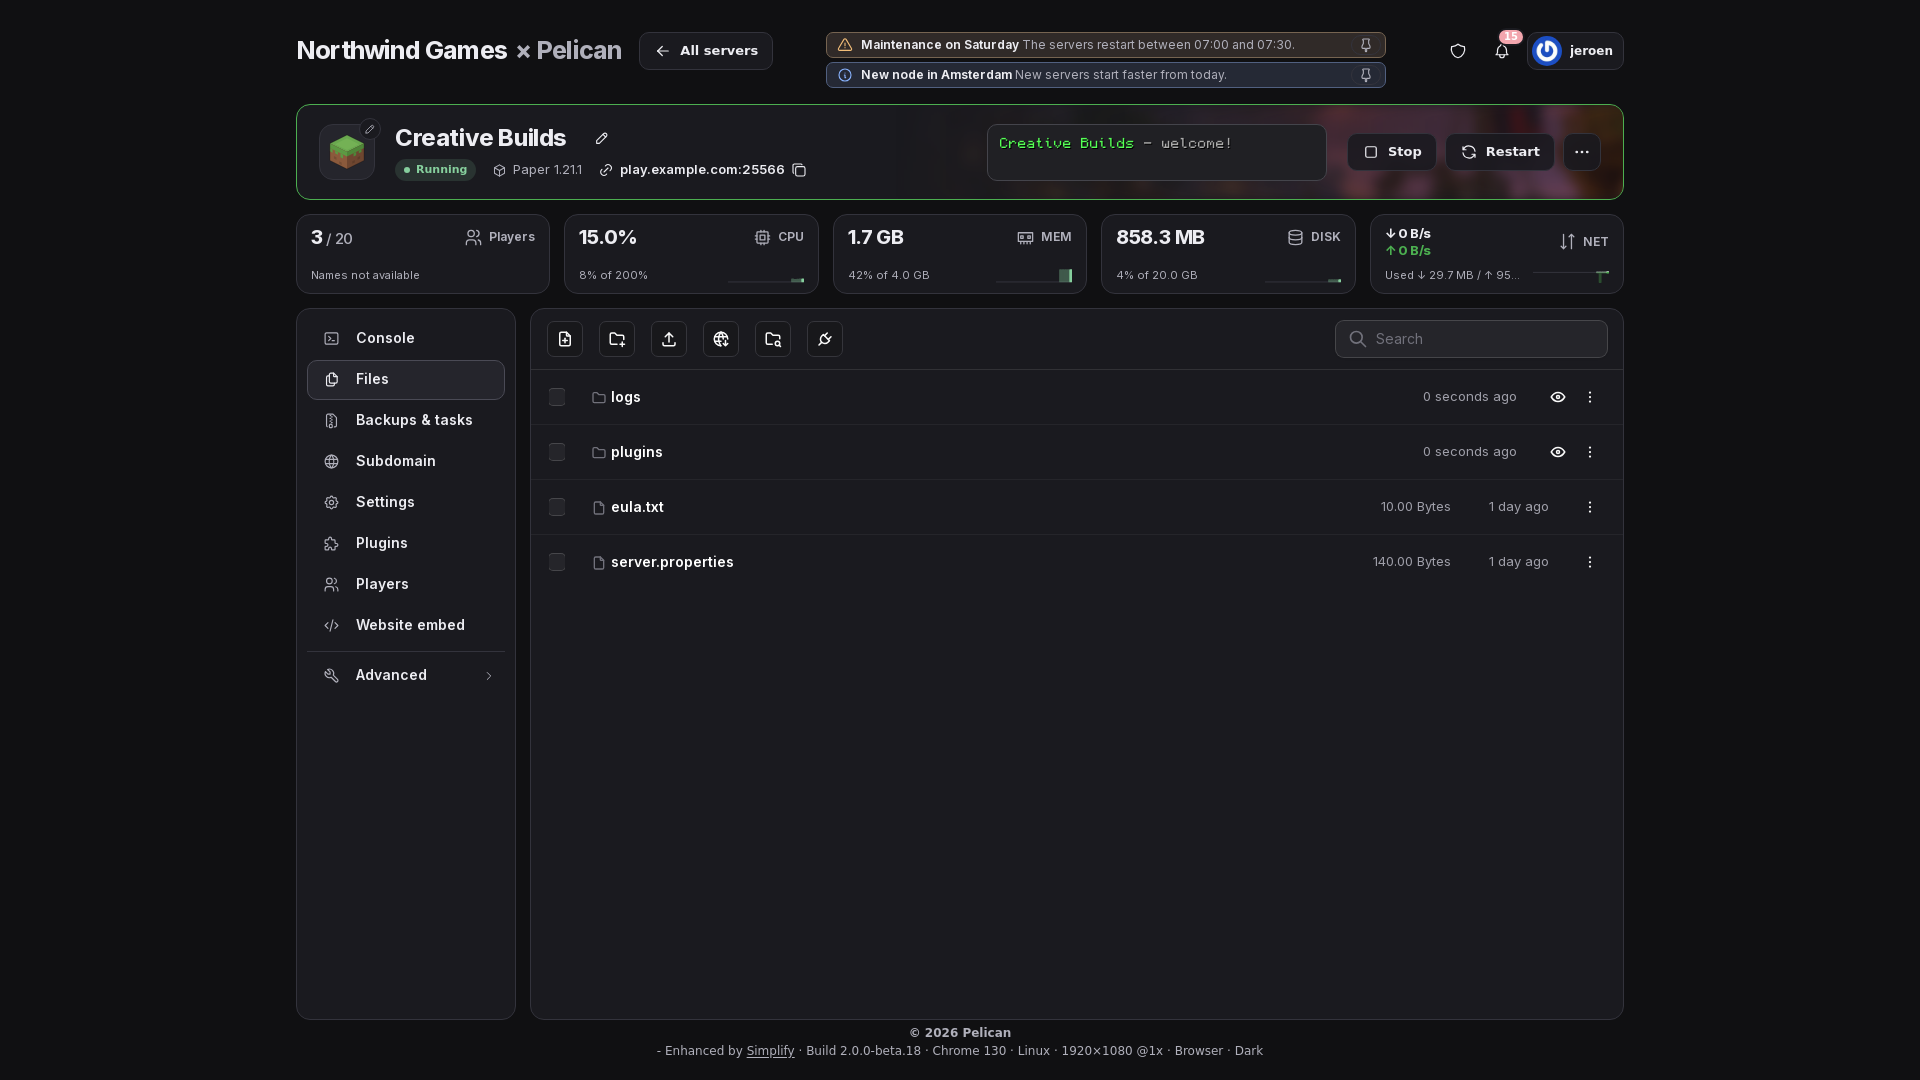 Northwind Games × Pelican
All servers
Maintenance on Saturday The servers restart between 07:00 and 07:30.
New node in Amsterdam New servers start faster from today.
15
jeroen
Creative Builds
Running
Paper 1.21.1
play.example.com:25566
Creative Builds – welcome!
Stop
Restart
3 / 20
Players
Names not available
15.0%
CPU
8% of 200%
1.7 GB
MEM
42% of 4.0 GB
858.3 MB
DISK
4% of 20.0 GB
↓ 0 B/s
↑ 0 B/s
NET
Used ↓ 29.7 MB / ↑ 95...
Console
Files
Backups & tasks
Subdomain
Settings
Plugins
Players
Website embed
Advanced
Search
logs 0 seconds ago
plugins 0 seconds ago
eula.txt 10.00 Bytes 1 day ago
server.properties 140.00 Bytes 1 day ago
© 2026 Pelican
- Enhanced by Simplify · Build 2.0.0-beta.18 · Chrome 130 · Linux · 1920×1080 @1x · Browser · Dark